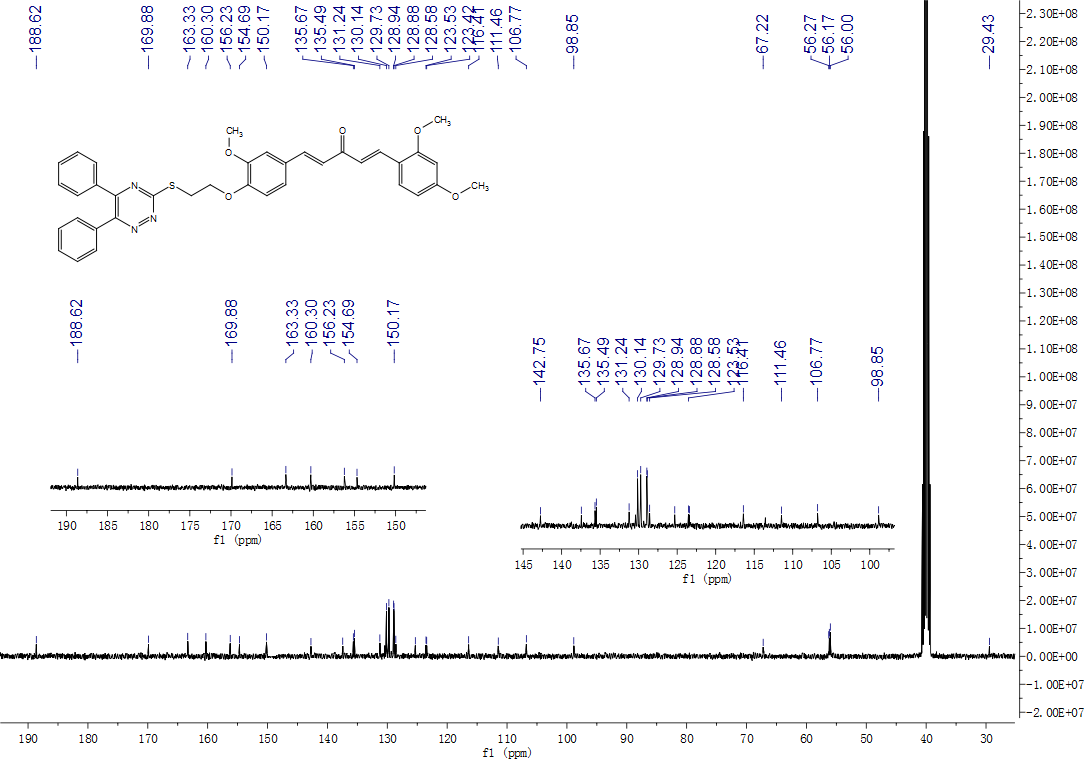 188.62
169.88
163.33
160.30
156.23
154.69
150.17
135.67
135.49
131.24
130.14
129.73
128.94
128.88
128.58
123.53
123.42
116.41
111.46
106.77
98.85
67.22
56.27
56.17
56.00
29.43
2.30E+08
2.20E+08
2.10E+08
2.00E+08
1.90E+08
1.80E+08
1.70E+08
1.60E+08
1.50E+08
1.40E+08
1.30E+08
1.20E+08
1.10E+08
1.00E+08
9.00E+07
8.00E+07
7.00E+07
6.00E+07
5.00E+07
4.00E+07
3.00E+07
2.00E+07
1.00E+07
0.00E+00
-1.00E+07
-2.00E+07
CH3
O
O
O
CH3
N
S
O
O
CH3
N
N
188.62
169.88
163.33
160.30
156.23
154.69
150.17
190 185 180 175 170 165 160 155 150
f1 (ppm)
142.75
135.67
135.49
131.24
130.14
129.73
128.94
128.88
128.58
123.53
116.41
111.46
106.77
98.85
145 140 135 130 125 120 115 110 105 100
f1 (ppm)
190 180 170 160 150 140 130 120 110 100 90 80 70 60 50 40 30
f1 (ppm)